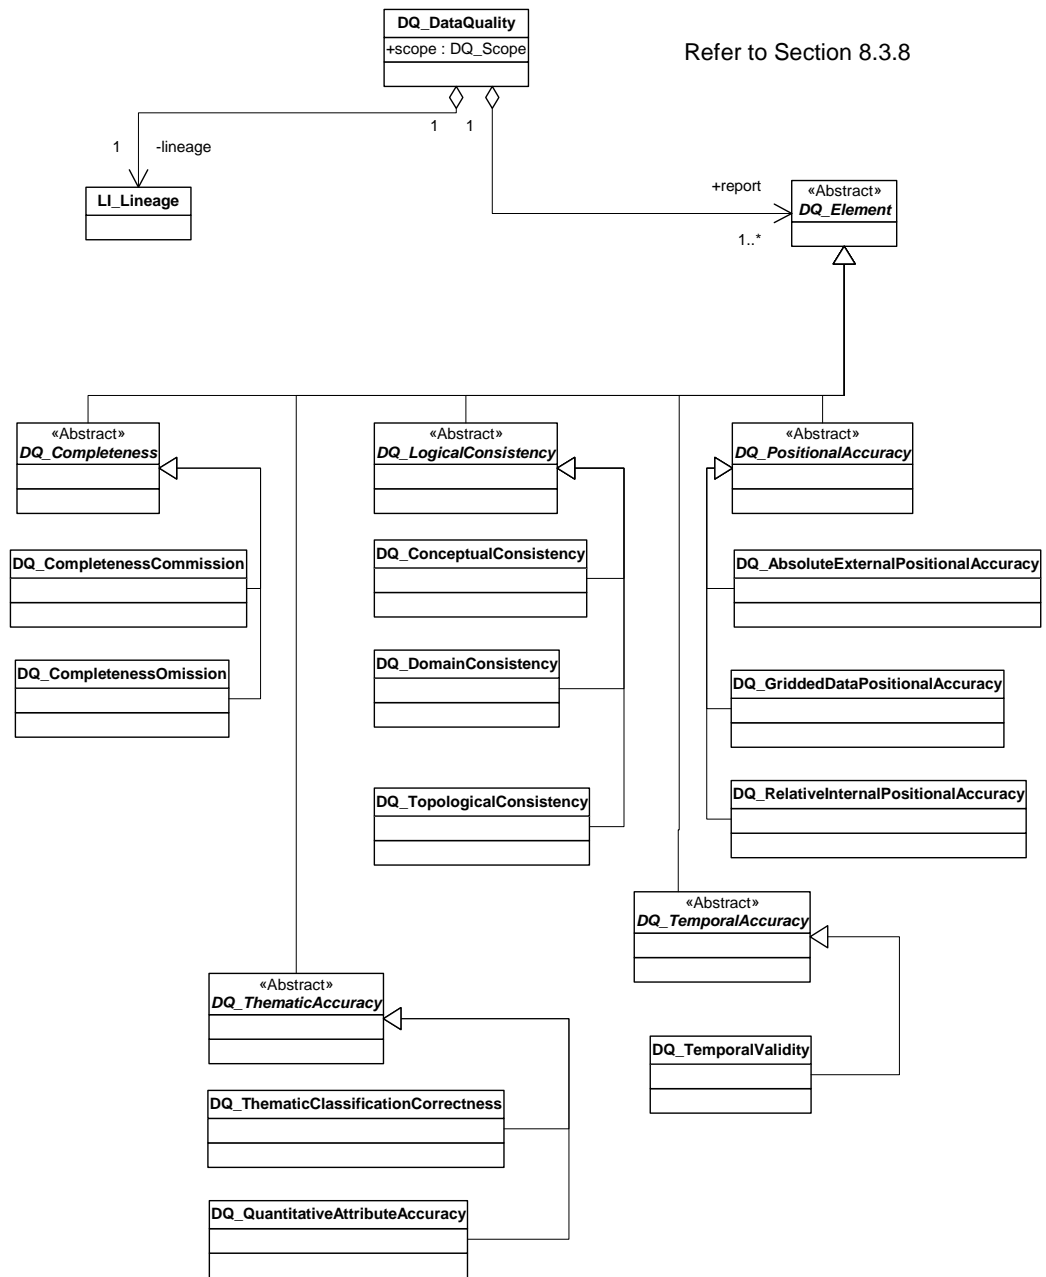 DQ_DataQuality
+scope : DQ_Scope
Refer to Section 8.3.8
1
1
1
-lineage
LI_Lineage
+report
1..*
«Abstract»
DQ_Element
«Abstract»
DQ_Completeness
«Abstract»
DQ_LogicalConsistency
«Abstract»
DQ_PositionalAccuracy
DQ_CompletenessCommission
DQ_ConceptualConsistency
DQ_AbsoluteExternalPositionalAccuracy
DQ_CompletenessOmission
DQ_DomainConsistency
DQ_GriddedDataPositionalAccuracy
DQ_TopologicalConsistency
DQ_RelativeInternalPositionalAccuracy
«Abstract»
DQ_TemporalAccuracy
«Abstract»
DQ_ThematicAccuracy
DQ_TemporalValidity
DQ_ThematicClassificationCorrectness
DQ_QuantitativeAttributeAccuracy